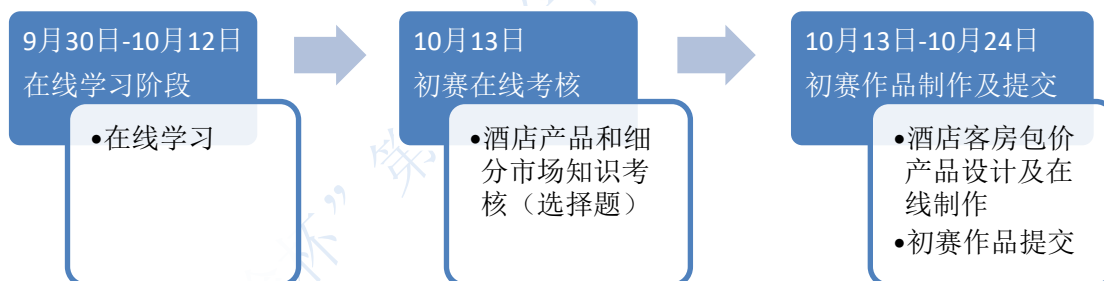 9月30日-10月12日
在线学习阶段
•在线学习
10月13日
初赛在线考核
•酒店产品和细
分市场知识考
核（选择题）
10月13日-10月24日
初赛作品制作及提交
•酒店客房包价
产品设计及在
线制作
•初赛作品提交
杯” 第